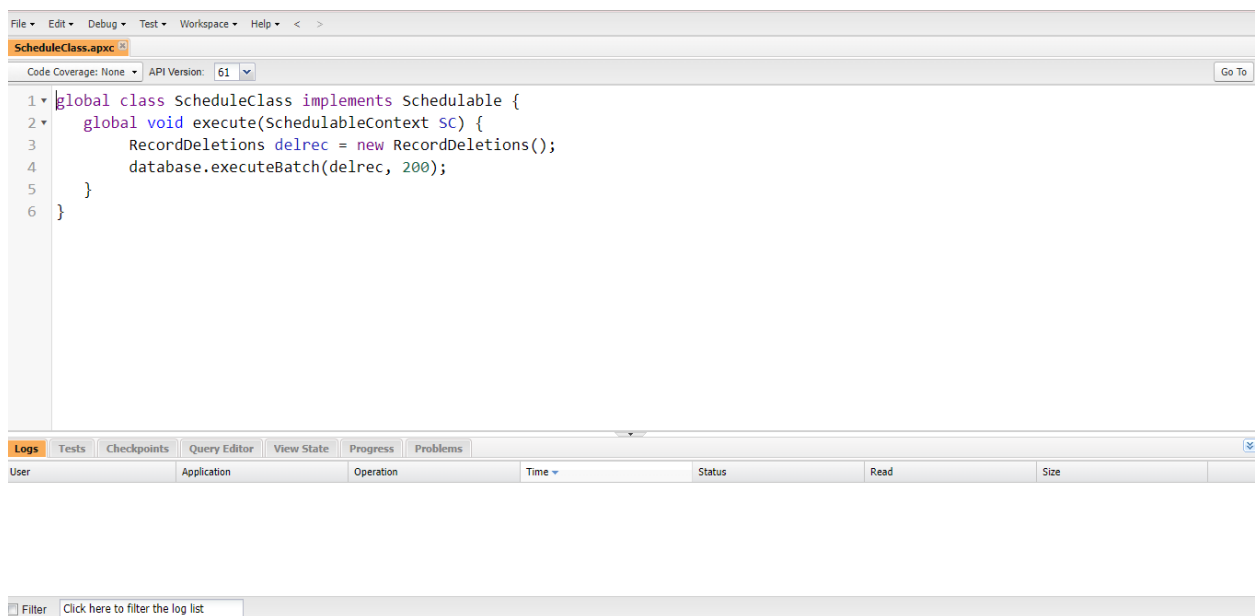 File Edit Debug Test Workspace Help < >
ScheduleClass.apxc
Code Coverage: None API Version: 61 Go To
1 global class ScheduleClass implements Schedulable {
2 global void execute(SchedulableContext SC) {
3 RecordDeletions delrec = new RecordDeletions();
4 database.executeBatch(delrec, 200);
5 }
6 }
Logs Tests Checkpoints Query Editor View State Progress Problems
User Application Operation Time Status Read Size
Filter Click here to filter the log list